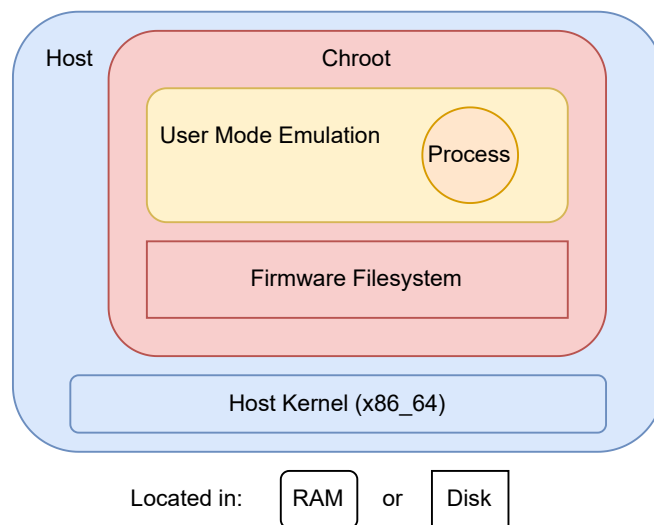 Host
Chroot
User Mode Emulation
Process
Firmware Filesystem
Host Kernel (x86_64)
Located in: RAM or Disk